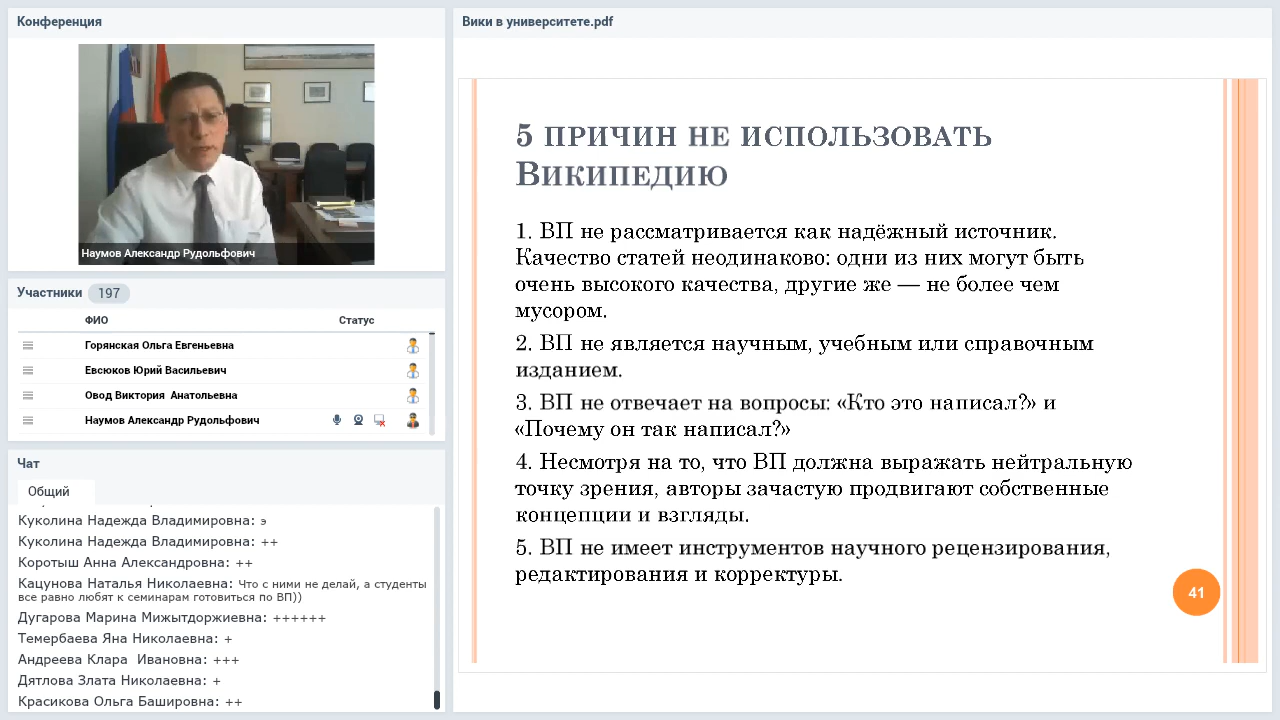 Конференция
Наумов Александр Рудольфович
Участники 197
ФИО Статус
Горянская Ольга Евгеньевна
Евсюков Юрий Васильевич
Овод Виктория Анатольевна
Наумов Александр Рудольфович
Чат
Общий
Куколина Надежда Владимировна: э
Куколина Надежда Владимировна: ++
Коротыш Анна Александровна: ++
Кацунова Наталья Николаевна: Что с ними не делай, а студенты
все равно любят к семинарам готовиться по ВП))
Дугарова Марина Мижытдоржиевна: ++++++
Темербаева Яна Николаевна: +
Андреева Клара Ивановна: +++
Дятлова Злата Николаевна: +
Красикова Ольга Башировна: ++
Вики в университете.pdf
5 причин не использовать
Википедию
1. ВП не рассматривается как надёжный источник.
Качество статей неодинаково: одни из них могут быть
очень высокого качества, другие же — не более чем
мусором.
2. ВП не является научным, учебным или справочным
изданием.
3. ВП не отвечает на вопросы: «Кто это написал?» и
«Почему он так написал?»
4. Несмотря на то, что ВП должна выражать нейтральную
точку зрения, авторы зачастую продвигают собственные
концепции и взгляды.
5. ВП не имеет инструментов научного рецензирования,
редактирования и корректуры.
41